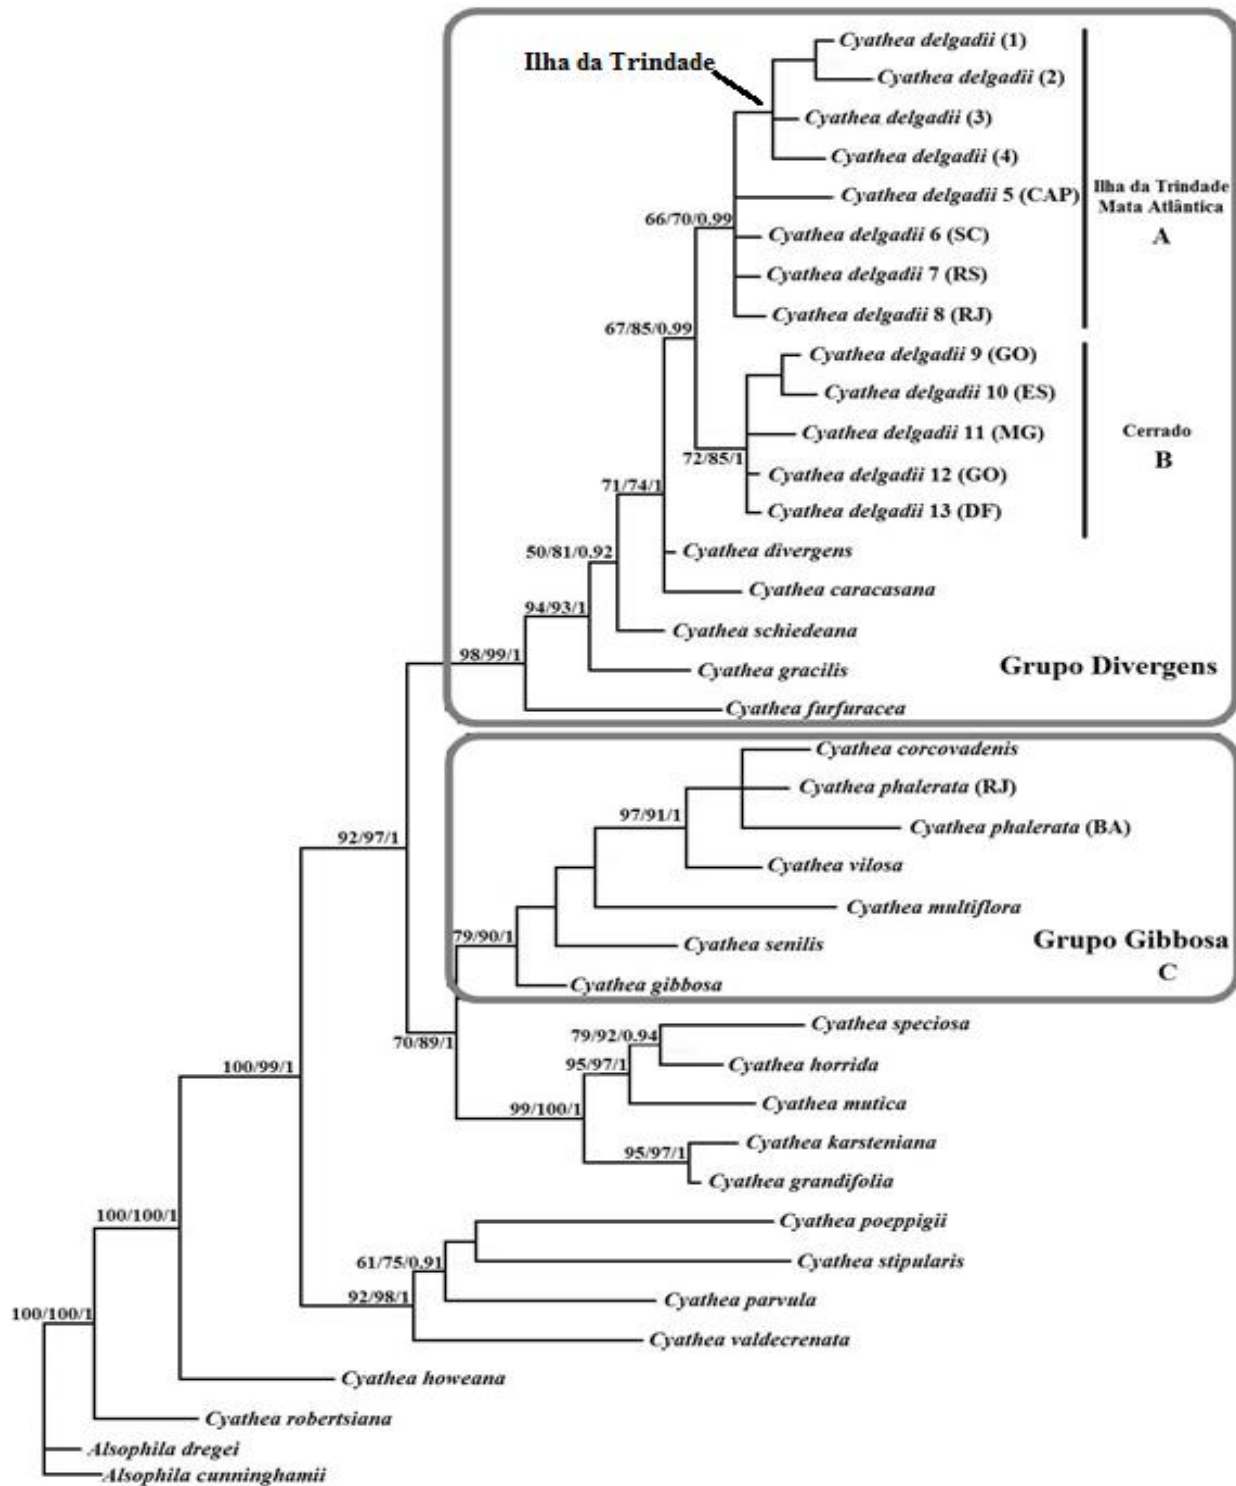 Cyathea delgadii (1)
Ilha da Trindade
Cyathea delgadii (2)
Cyathea delgadii (3)
Cyathea delgadii (4)
Cyathea delgadii 5 (CAP)
Ilha da Trindade
Mata Atlântica
A
66/70/0.99
Cyathea delgadii 6 (SC)
Cyathea delgadii 7 (RS)
Cyathea delgadii 8 (RJ)
67/85/0.99
Cyathea delgadii 9 (GO)
Cyathea delgadii 10 (ES)
Cyathea delgadii 11 (MG)
Cerrado
B
72/85/1
Cyathea delgadii 12 (GO)
71/74/1
Cyathea delgadii 13 (DF)
50/81/0.92
Cyathea divergens
Cyathea caracasana
94/93/1
Cyathea schiedeana
98/99/1
Cyathea gracilis
Grupo Divergens
Cyathea furfuracea
Cyathea corcovadenis
Cyathea phalerata (RJ)
97/91/1
Cyathea phalerata (BA)
92/97/1
Cyathea vilosa
Cyathea multiflora
79/90/1
Cyathea senilis
Grupo Gibbosa
C
Cyathea gibbosa
Cyathea speciosa
79/92/0.94
70/89/1
Cyathea horrida
95/97/1
100/99/1
Cyathea mutica
99/100/1
Cyathea karsteniana
95/97/1
Cyathea grandifolia
100/100/1
Cyathea poeppigii
61/75/0.91
Cyathea stipularis
92/98/1
Cyathea parvula
100/100/1
Cyathea valdecrenata
Cyathea howeana
Cyathea robertsiana
Alsophila dregei
Alsophila cunninghamii